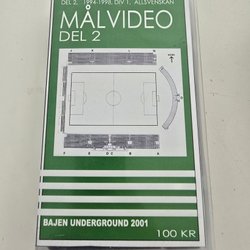 DEL 2, 1994-1998, DIV 1, ALLSVENSKAN
MÅLVIDEO
DEL 2
BAJEN UNDERGROUND 2001
100 KR